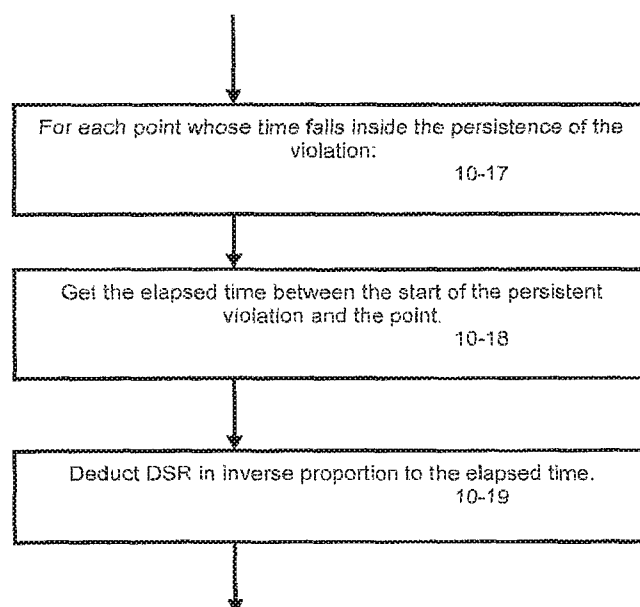 For each point whose time falls inside the persistence of the
violation:
10-17
Get the elapsed time between the start of the persistent
violation and the point.
10-18
Deduct DSR in inverse proportion to the elapsed time.
10-19